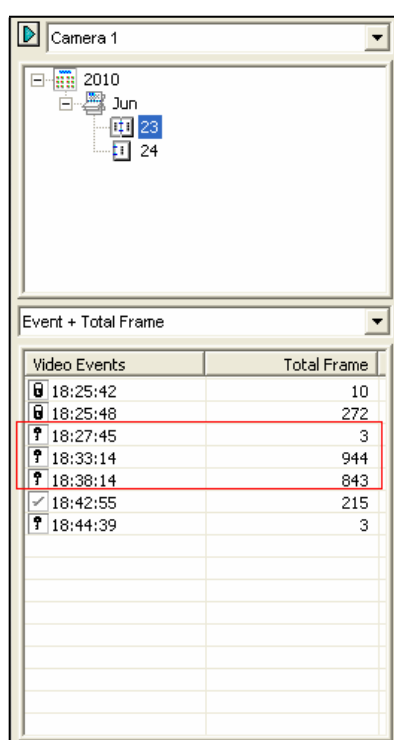 Camera 1
2010
Jun
23
24
Event + Total Frame
Video Events Total Frame
18:25:42 10
18:25:48 272
18:27:45 3
18:33:14 944
18:38:14 843
18:42:55 215
18:44:39 3